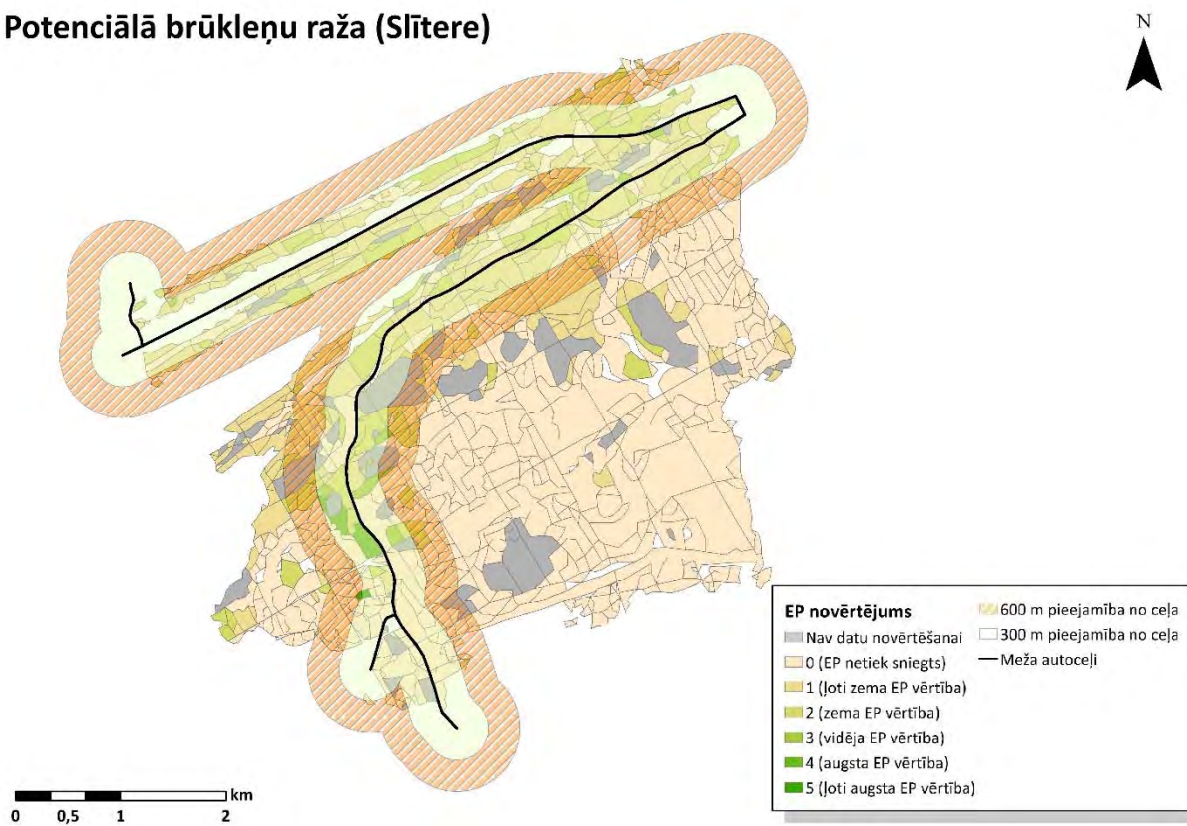 Potenciālā brūkleņu raža (Slītere)
N
EP novērtējums
Nav datu novērtēšanai
0 (EP netiek sniegts)
1 (ļoti zema EP vērtība)
2 (zema EP vērtība)
3 (vidēja EP vērtība)
4 (augsta EP vērtība)
5 (ļoti augsta EP vērtība)
600 m pieejamība no ceļa
300 m pieejamība no ceļa
Meža autoceļi
km
0 0,5 1 2